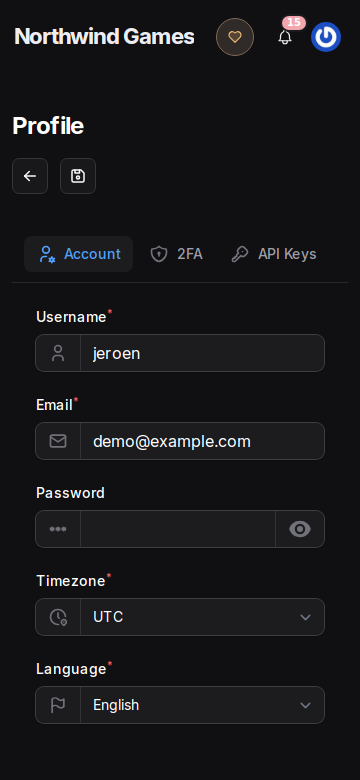 Northwind Games
15
Profile
Account
2FA
API Keys
Username*
jeroen
Email*
demo@example.com
Password
Timezone*
UTC
Language*
English